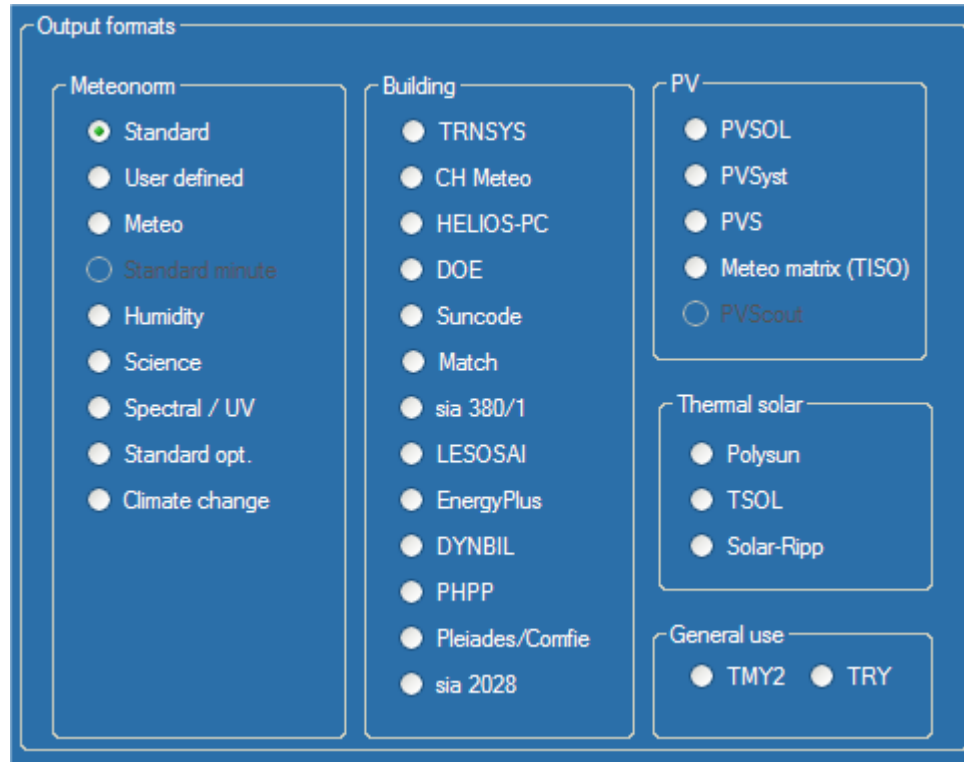 Output formats
Meteonorm
Standard
User defined
Meteo
Standard minute
Humidity
Science
Spectral / UV
Standard opt.
Climate change
Building
TRNSYS
CH Meteo
HELIOS-PC
DOE
Suncode
Match
sia 380/1
LESOSAI
EnergyPlus
DYNBIL
PHPP
Pleiades/Comfie
sia 2028
PV
PVSOL
PVSyst
PVS
Meteo matrix (TISO)
PVScout
Thermal solar
Polysun
TSOL
Solar-Ripp
General use
TMY2 TRY